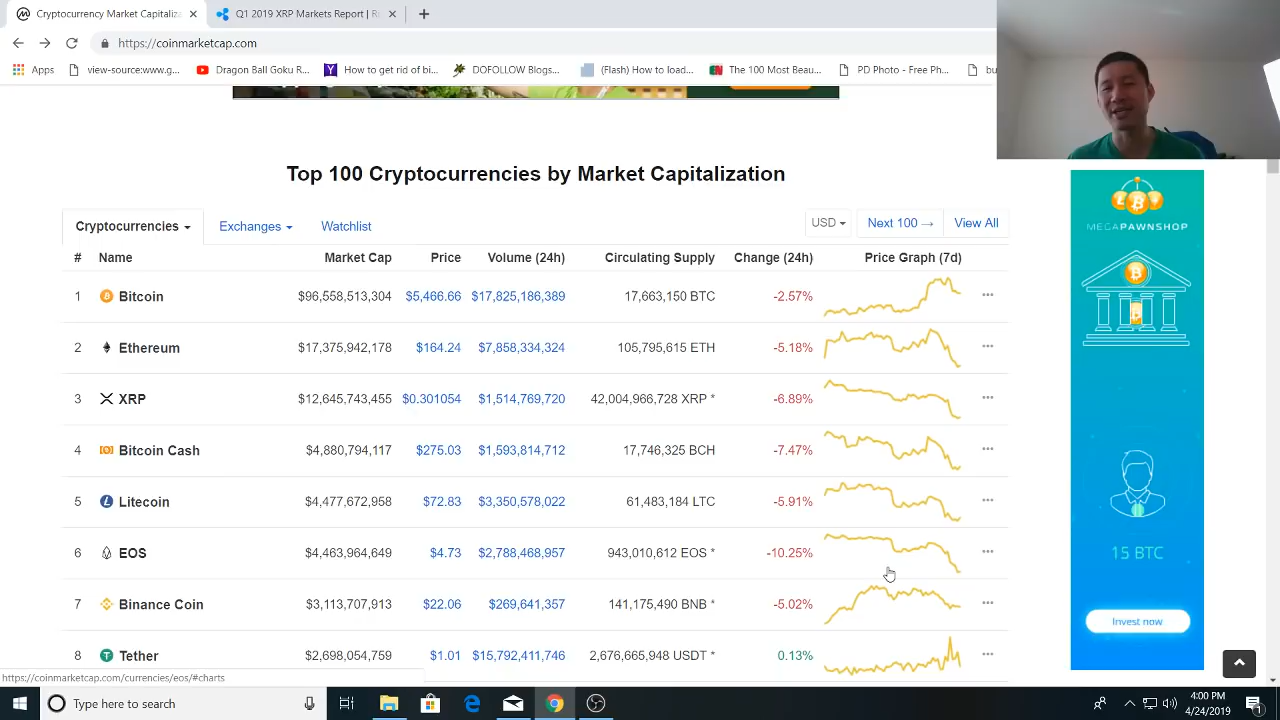 Cryptocurrency Market Capitaliz
Q1 2019 XRP Markets Report | R
https://coinmarketcap.com
Apps
view-source:www.g...
Dragon Ball Goku ...
How to get rid of bi...
DOFOLLOW Blogs...
(Flash) How to load...
The 100 Most Beau...
PD Photo - Free Ph...
bu
Top 100 Cryptocurrencies by Market Capitalization
Cryptocurrencies
Exchanges
Watchlist
USD
Next 100 →
View All
# Name Market Cap Price Volume (24h) Circulating Supply Change (24h) Price Graph (7d)
1 Bitcoin $96,558,513,304 $5,466.66 $17,825,186,389 17,663,150 BTC -2.57%
2 Ethereum $17,375,942,178 $164.24 $7,858,334,324 105,795,615 ETH -5.18%
3 XRP $12,645,743,455 $0.301054 $1,514,769,720 42,004,966,728 XRP * -6.89%
4 Bitcoin Cash $4,880,794,117 $275.03 $1,593,814,712 17,746,325 BCH -7.47%
5 Litecoin $4,477,672,958 $72.83 $3,350,578,022 61,483,184 LTC -5.91%
6 EOS $4,463,964,649 $4.73 $2,788,468,957 943,010,612 EOS * -10.25%
7 Binance Coin $3,113,707,913 $22.06 $269,641,357 141,175,490 BNB * -5.02%
8 Tether $2,698,054,759 $1.01 $15,792,411,746 2,676,665,948 USDT * 0.13%
MEGAPAWNSHOP
15 BTC
Invest now
https://coinmarketcap.com/currencies/eos/#charts
Type here to search
4:00 PM
4/24/2019
1